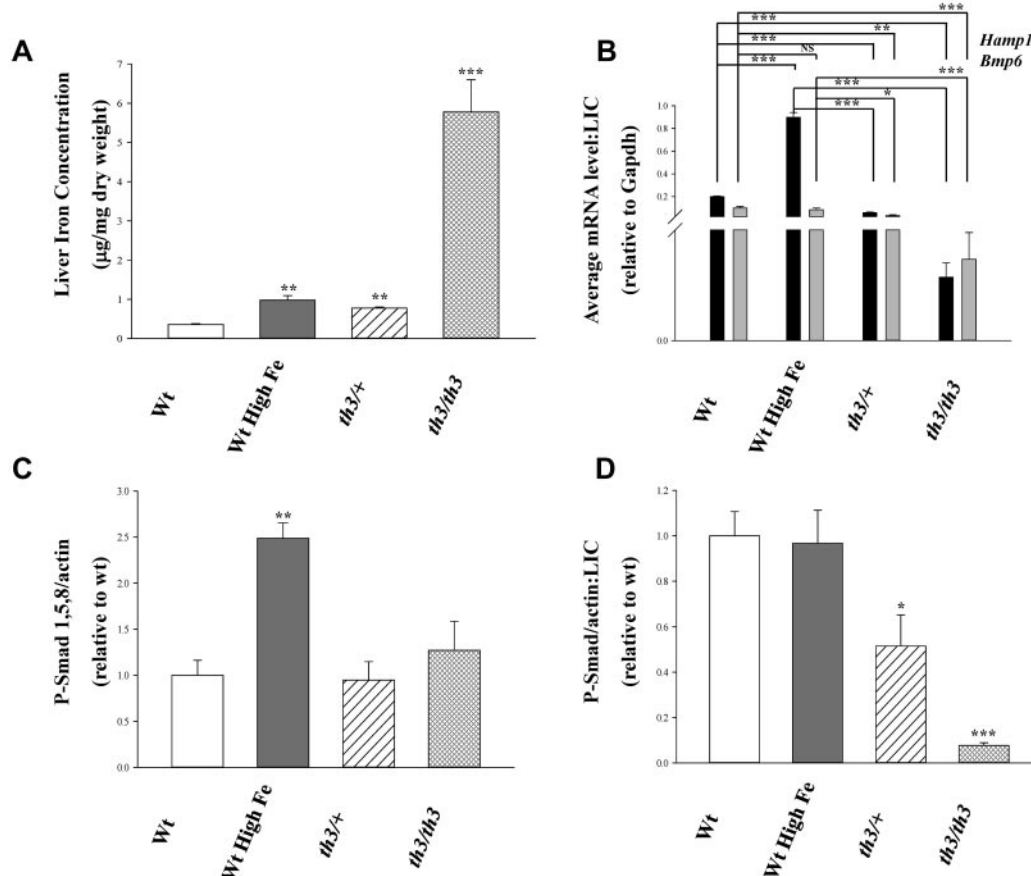 A
Liver Iron Concentration
(µg/mg dry weight)
7
6
5
4
3
2
1
0
**
**
***
Wt
Wt High Fe
th3/+
th3/th3
B
Average mRNA level:LIC
(relative to Gapdh)
1.0
0.8
0.6
0.4
0.2
0.0
***
***
**
***
NS
***
***
***
*
***
Hamp1
Bmp6
Wt
Wt High Fe
th3/+
th3/th3
C
P-Smad 1,5,8/actin
(relative to wt)
3.0
2.5
2.0
1.5
1.0
0.5
0.0
**
Wt
Wt High Fe
th3/+
th3/th3
D
P-Smad/actin:LIC
(relative to wt)
1.2
1.0
0.8
0.6
0.4
0.2
0.0
*
***
Wt
Wt High Fe
th3/+
th3/th3